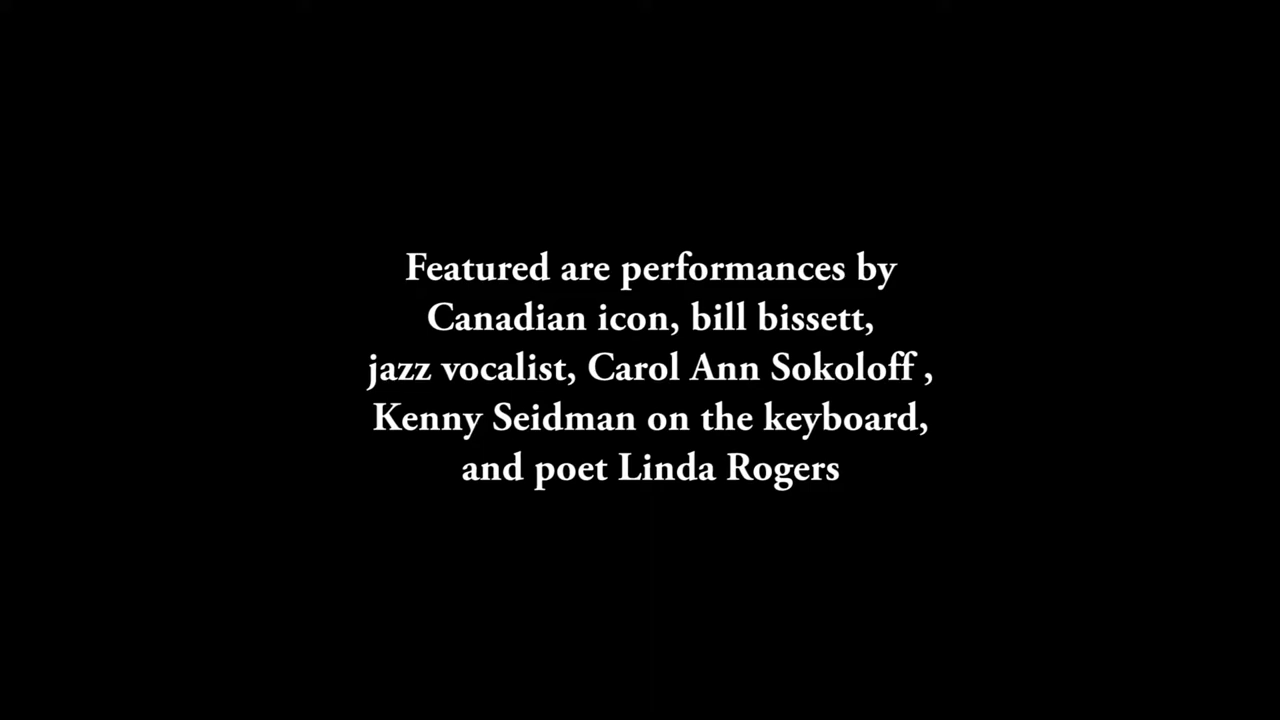 Featured are performances by
Canadian icon, bill bissett,
jazz vocalist, Carol Ann Sokoloff ,
Kenny Seidman on the keyboard,
and poet Linda Rogers